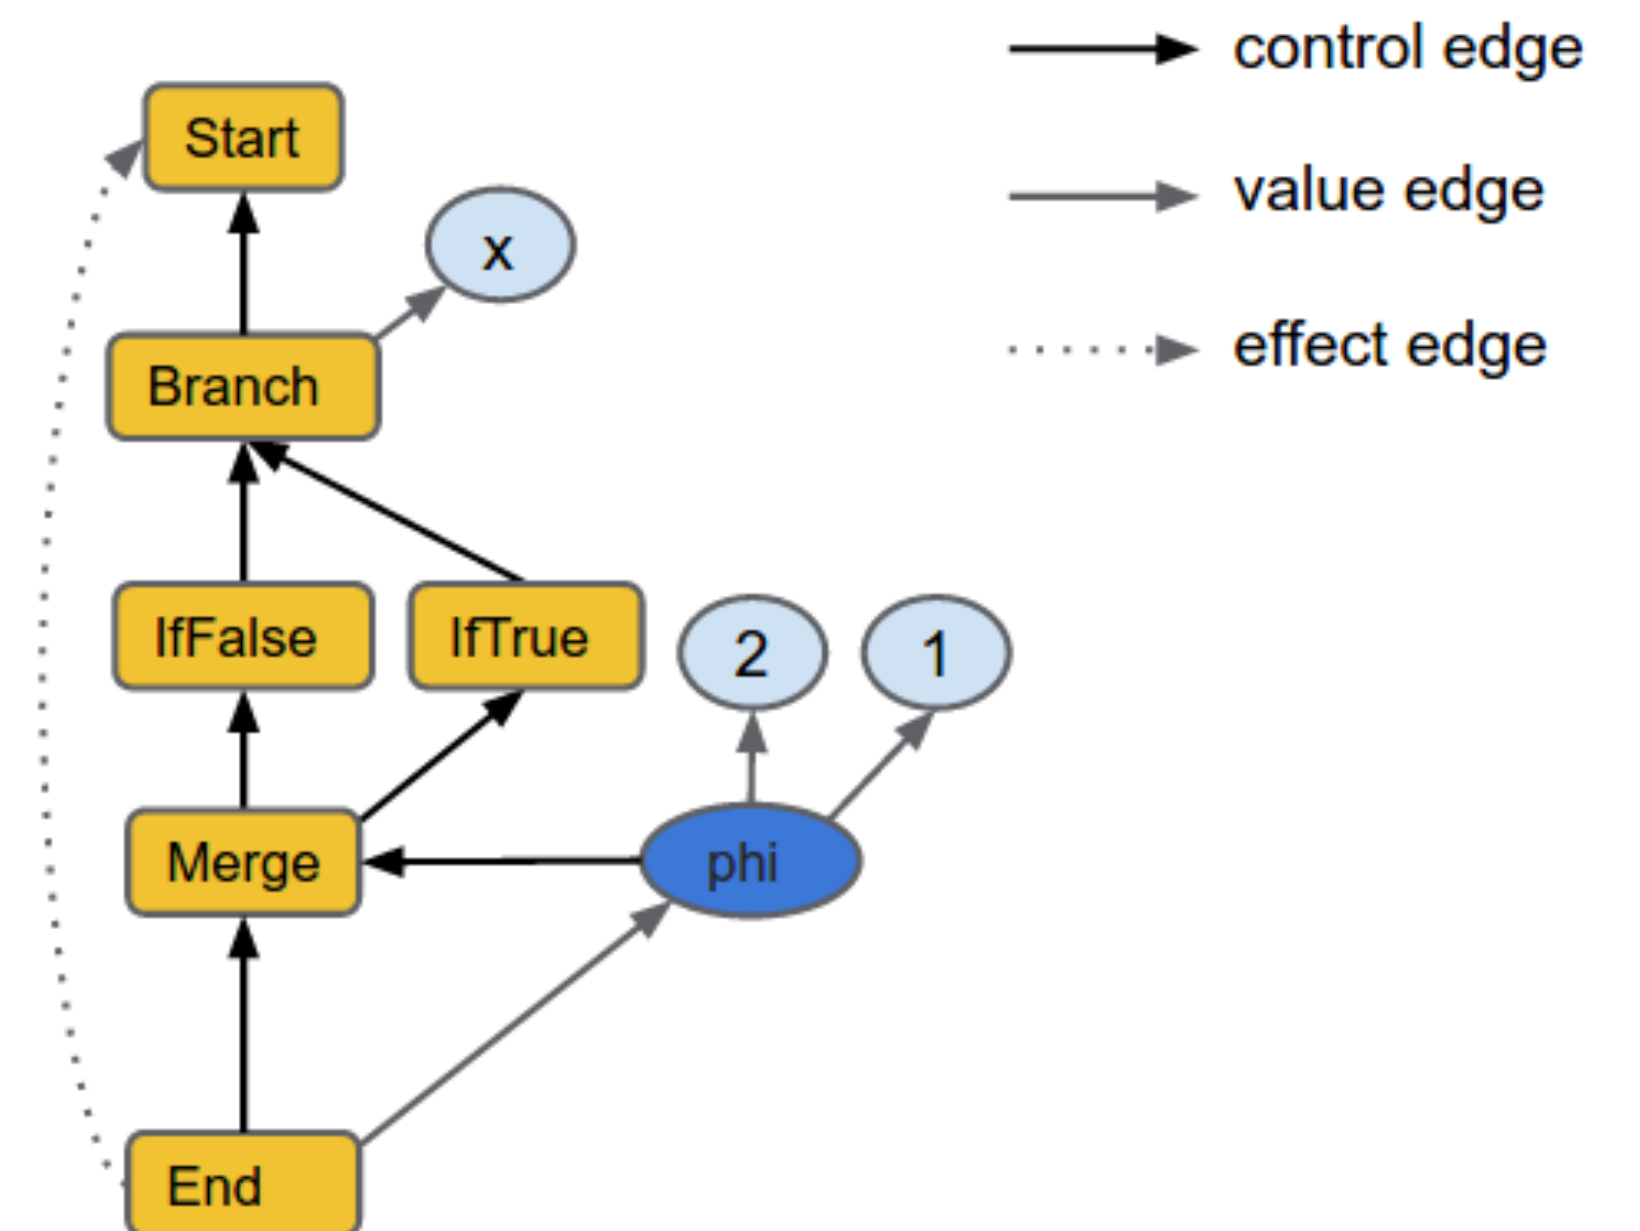 control edge
Start
value edge
x
effect edge
Branch
IfFalse
IfTrue
2
1
Merge
phi
End